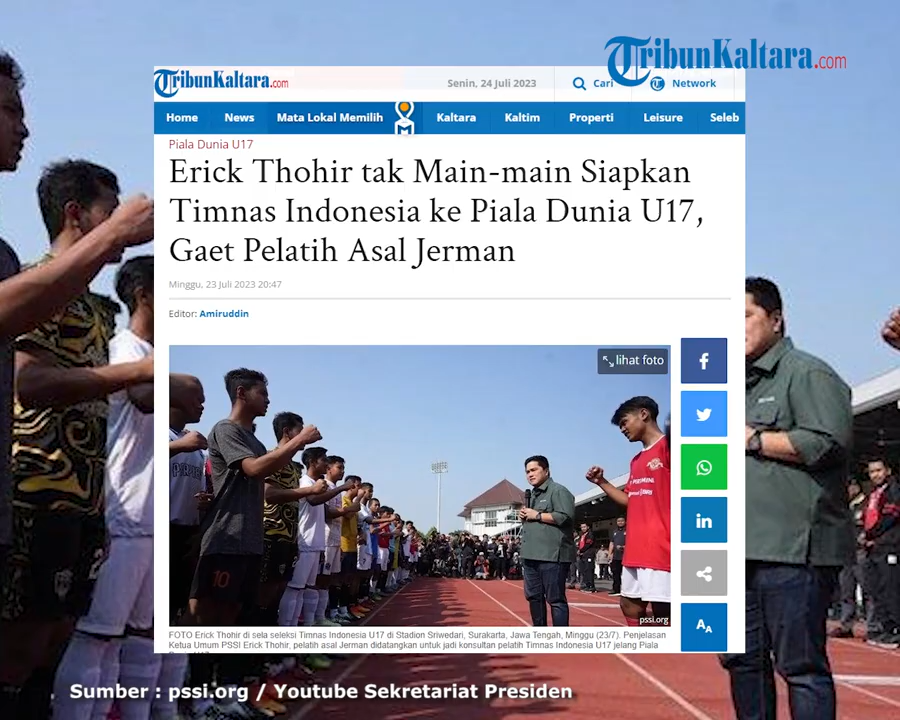 TribunKaltara.com
TribunKaltara.com
Senin, 24 Juli 2023
Cari
Network
Home News Mata Lokal Memilih M Kaltara Kaltim Properti Leisure Seleb
Piala Dunia U17
Erick Thohir tak Main-main Siapkan
Timnas Indonesia ke Piala Dunia U17,
Gaet Pelatih Asal Jerman
Minggu, 23 Juli 2023 20:47
Editor: Amiruddin
lihat foto
10
pssi.org
FOTO Erick Thohir di sela seleksi Timnas Indonesia U17 di Stadion Sriwedari, Surakarta, Jawa Tengah, Minggu (23/7). Penjelasan
Ketua Umum PSSI Erick Thohir, pelatih asal Jerman didatangkan untuk jadi konsultan pelatih Timnas Indonesia U17 jelang Piala
Sumber : pssi.org / Youtube Sekretariat Presiden